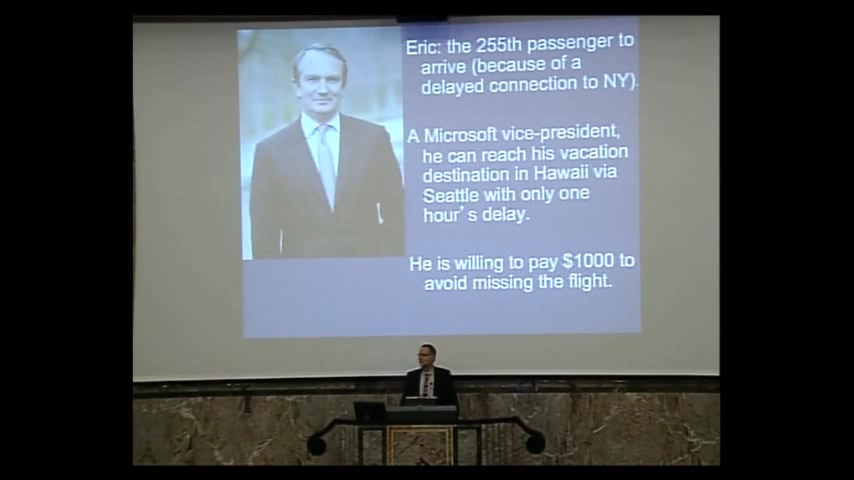 Eric: the 255th passenger to
arrive (because of a
delayed connection to NY).
A Microsoft vice-president,
he can reach his vacation
destination in Hawaii via
Seattle with only one
hour's delay.
He is willing to pay $1000 to
avoid missing the flight.